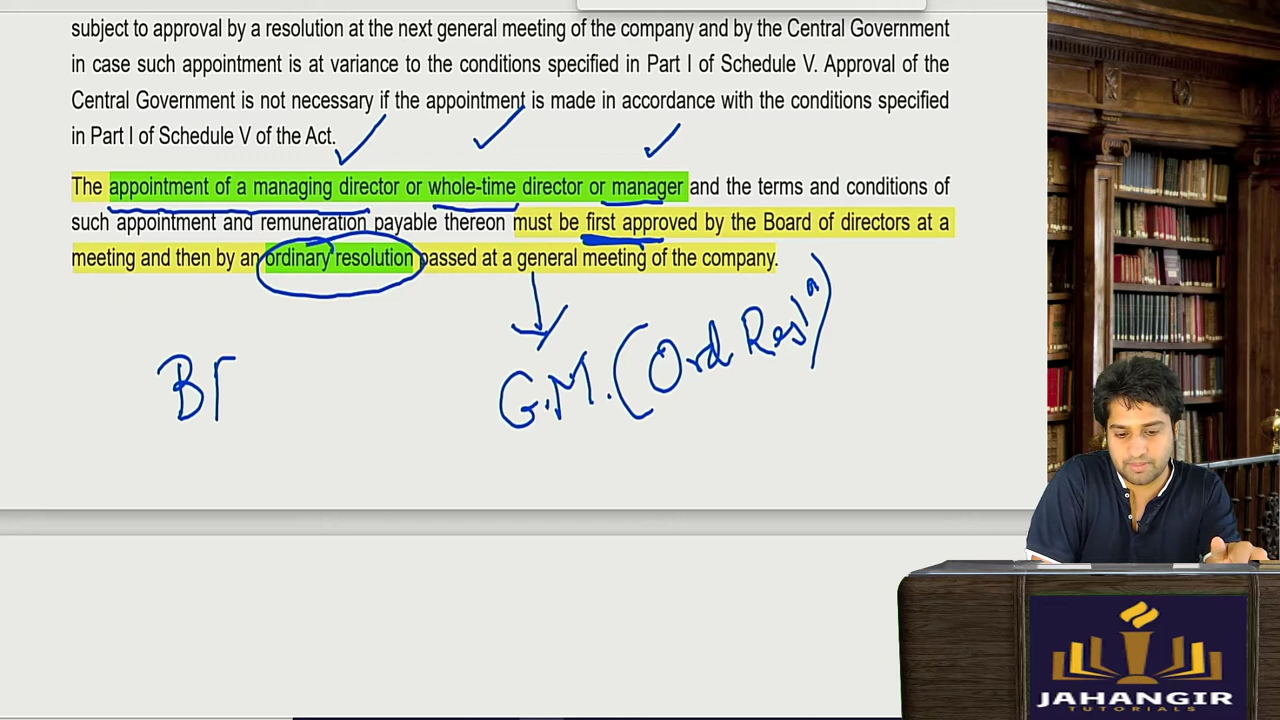 subject to approval by a resolution at the next general meeting of the company and by the Central Government
in case such appointment is at variance to the conditions specified in Part I of Schedule V. Approval of the
Central Government is not necessary if the appointment is made in accordance with the conditions specified
in Part I of Schedule V of the Act.
The appointment of a managing director or whole-time director or manager and the terms and conditions of
such appointment and remuneration payable thereon must be first approved by the Board of directors at a
meeting and then by an ordinary resolution passed at a general meeting of the company.
G.M. (Ord Resln)
JAHANGIR
TUTORIALS